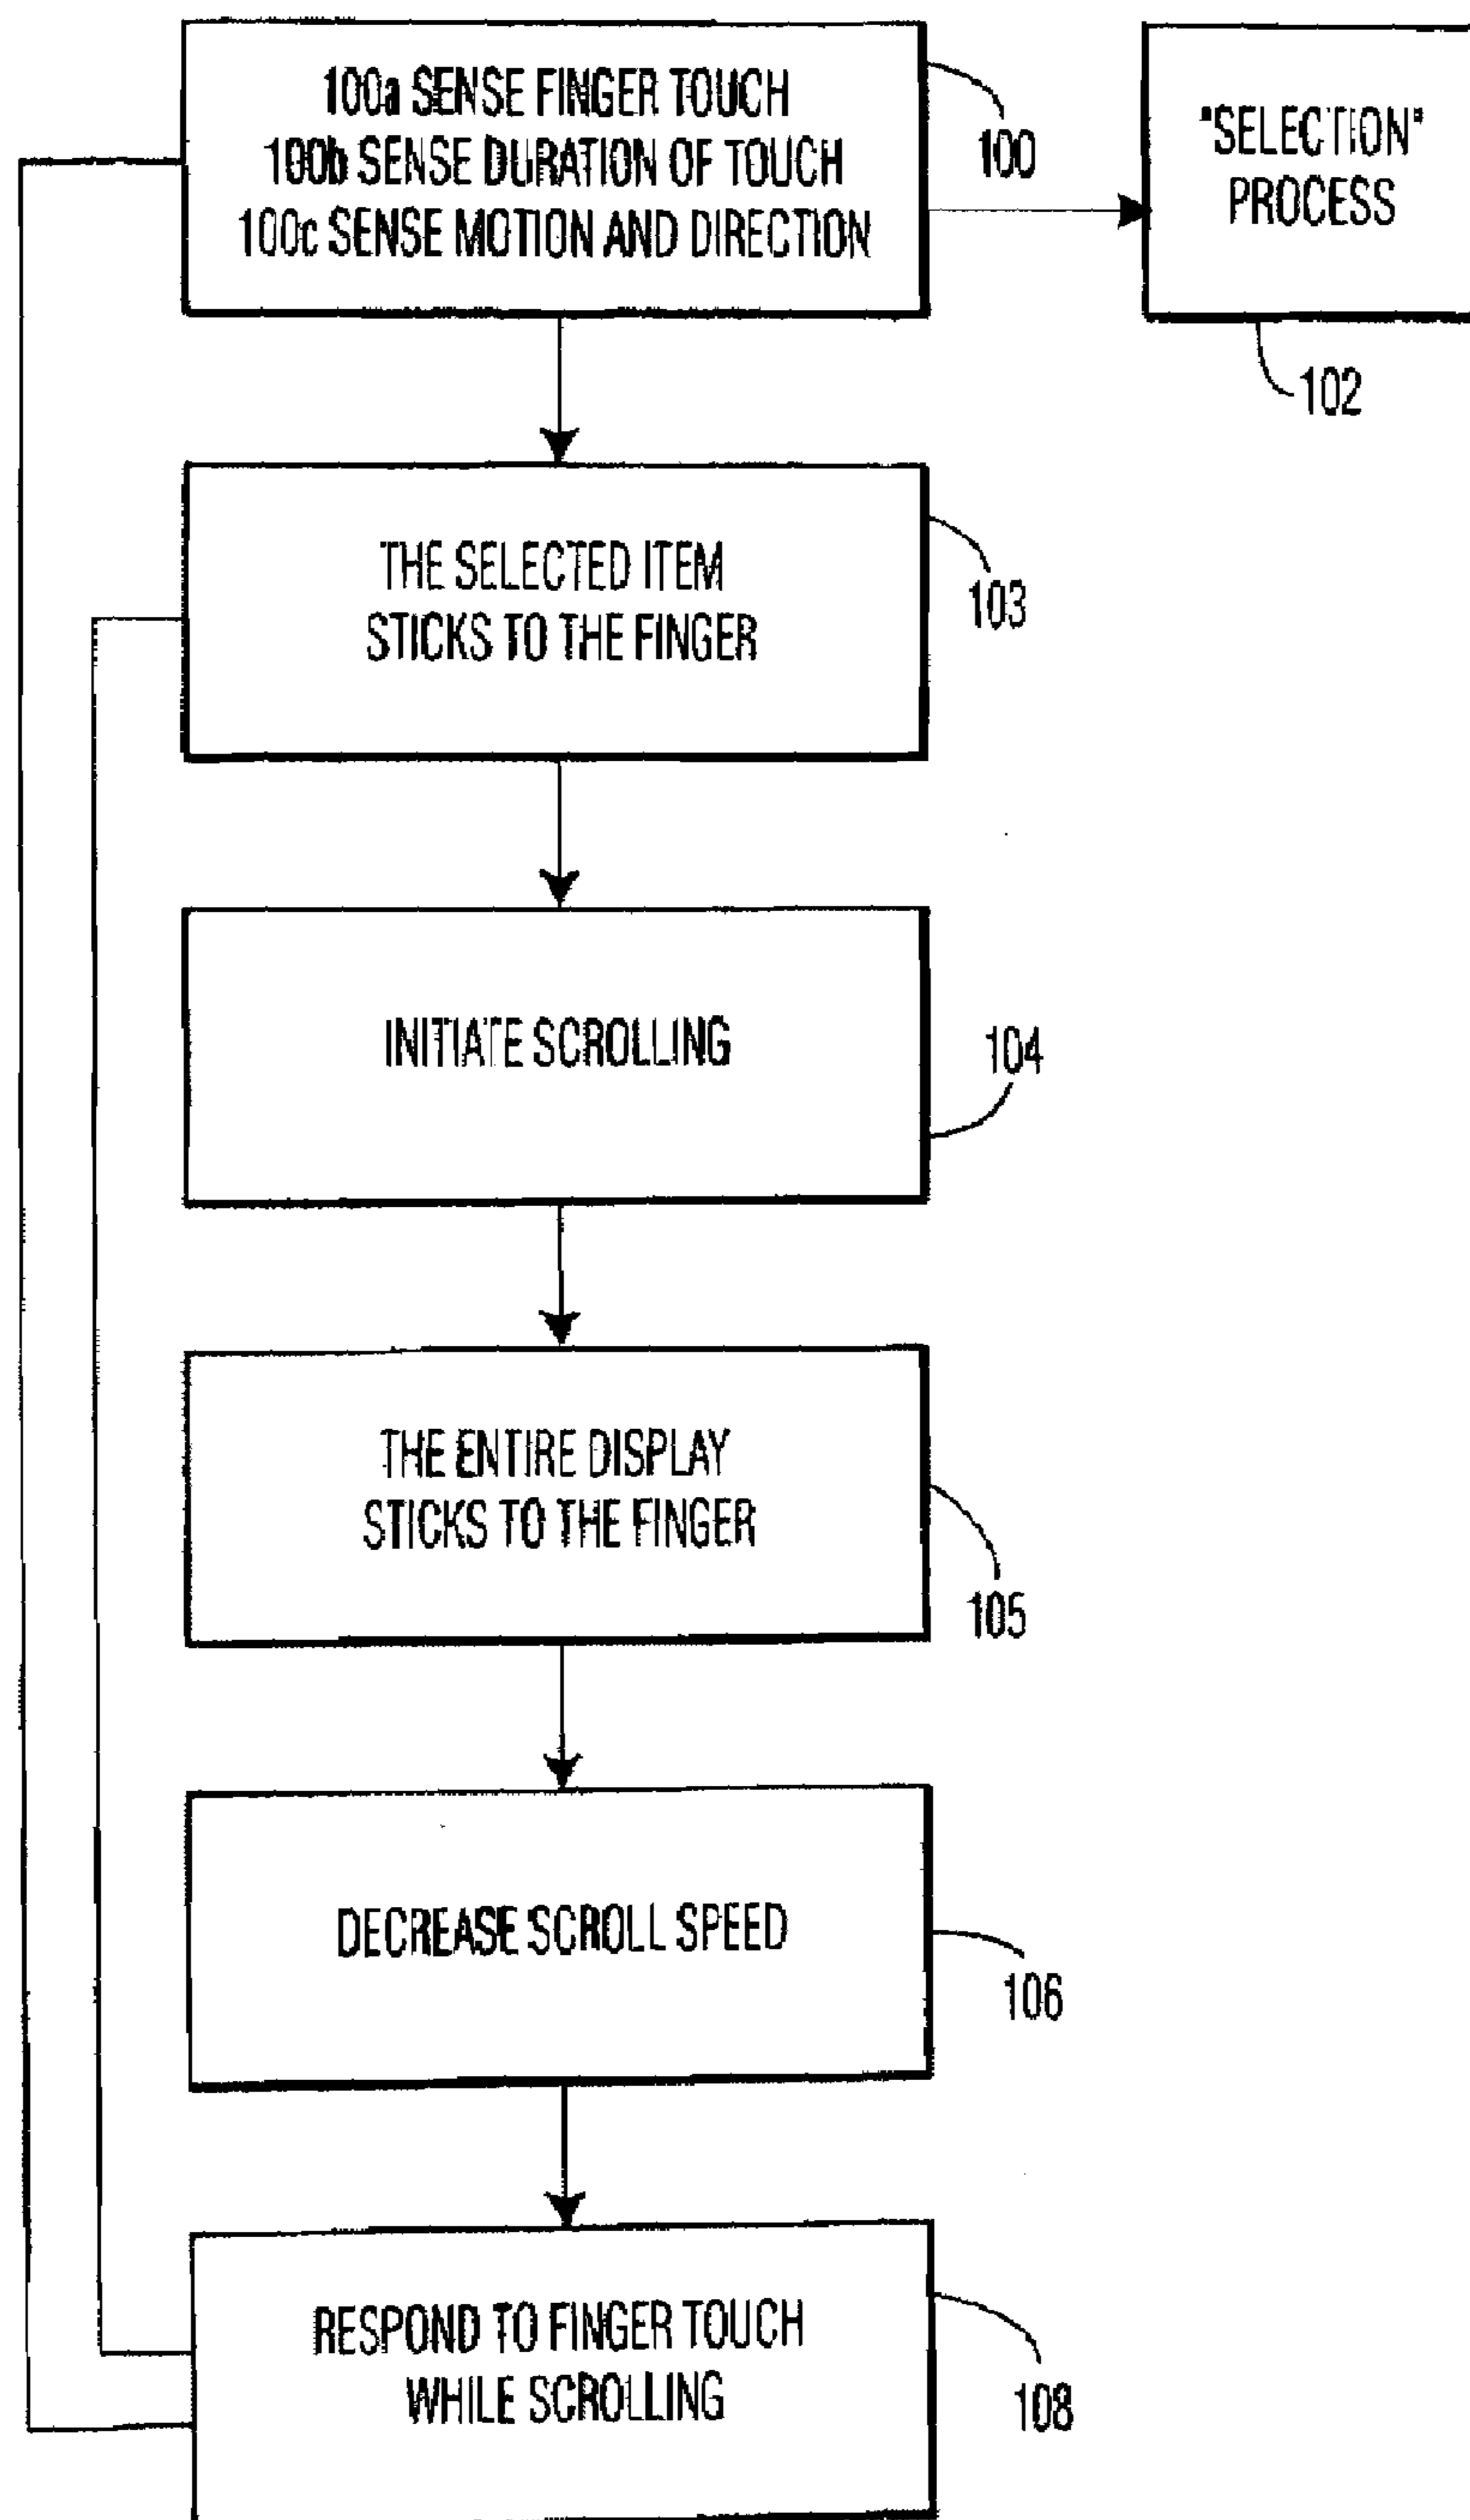 100a SENSE FINGER TOUCH
100b SENSE DURATION OF TOUCH
100c SENSE MOTION AND DIRECTION
100
"SELECTION"
PROCESS
102
THE SELECTED ITEM
STICKS TO THE FINGER
103
INITIATE SCROLLING
104
THE ENTIRE DISPLAY
STICKS TO THE FINGER
105
DECREASE SCROLL SPEED
106
RESPOND TO FINGER TOUCH
WHILE SCROLLING
108